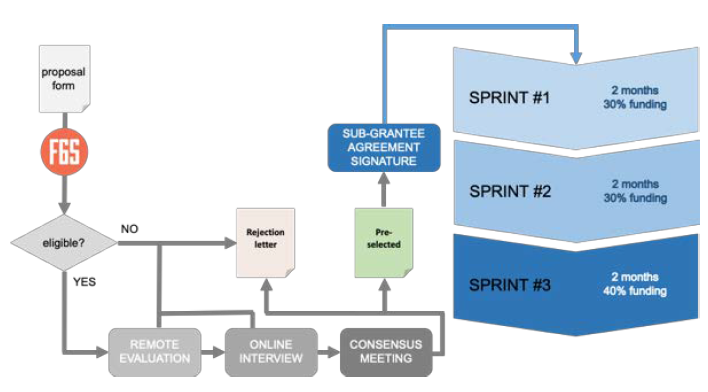 proposal
form
F6S
eligible?
NO
YES
Rejection
letter
Pre-
selected
SUB-GRANTEE
AGREEMENT
SIGNATURE
REMOTE
EVALUATION
ONLINE
INTERVIEW
CONSENSUS
MEETING
SPRINT #1
2 months
30% funding
SPRINT #2
2 months
30% funding
SPRINT #3
2 months
40% funding